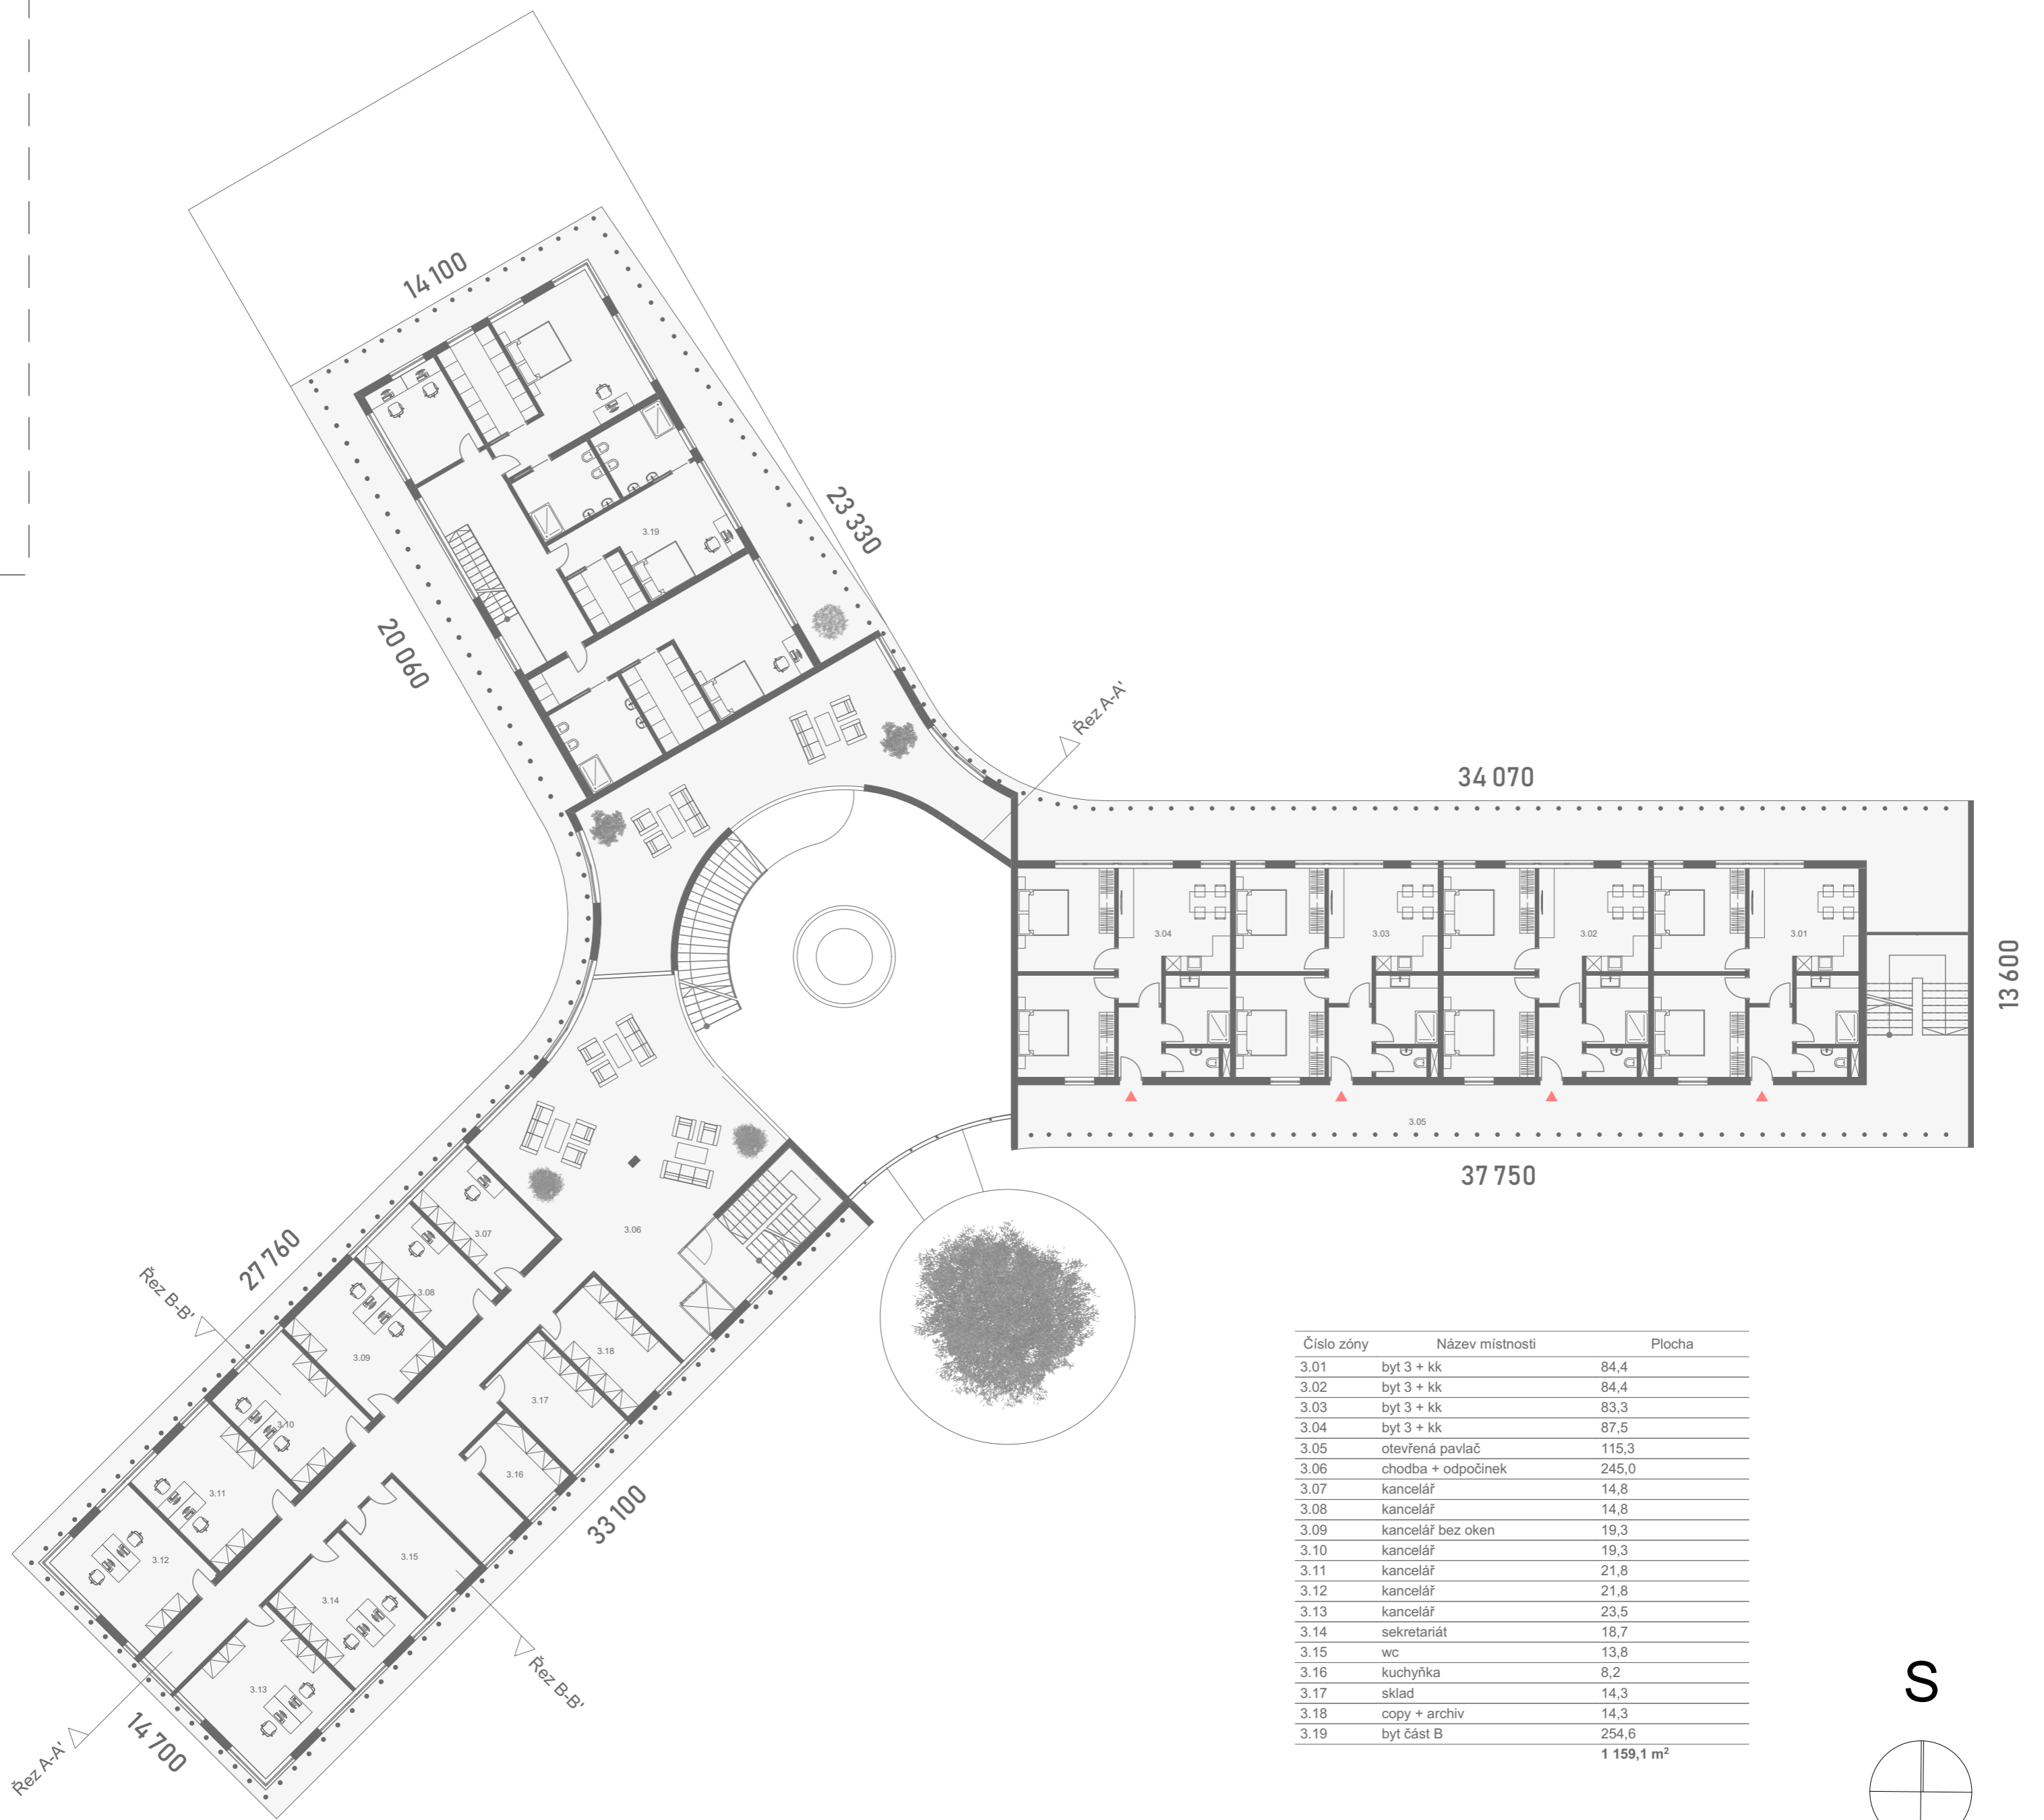 14 100
23 330
20 060
3.19
Řez A-A'
34 070
3.04
3.03
3.02
3.01
13 600
3.05
37 750
3.06
3.07
3.08
27 760
Řez B-B'
3.09
3.18
3.10
3.17
3.16
3.11
33 100
3.12
3.15
3.14
3.13
Řez B-B'
14 700
Řez A-A'
Číslo zóny Název místnosti Plocha
3.01 byt 3 + kk 84,4
3.02 byt 3 + kk 84,4
3.03 byt 3 + kk 83,3
3.04 byt 3 + kk 87,5
3.05 otevřená pavlač 115,3
3.06 chodba + odpočinek 245,0
3.07 kancelář 14,8
3.08 kancelář 14,8
3.09 kancelář bez oken 19,3
3.10 kancelář 19,3
3.11 kancelář 21,8
3.12 kancelář 21,8
3.13 kancelář 23,5
3.14 sekretariát 18,7
3.15 wc 13,8
3.16 kuchyňka 8,2
3.17 sklad 14,3
3.18 copy + archiv 14,3
3.19 byt část B 254,6
1 159,1 m²
S